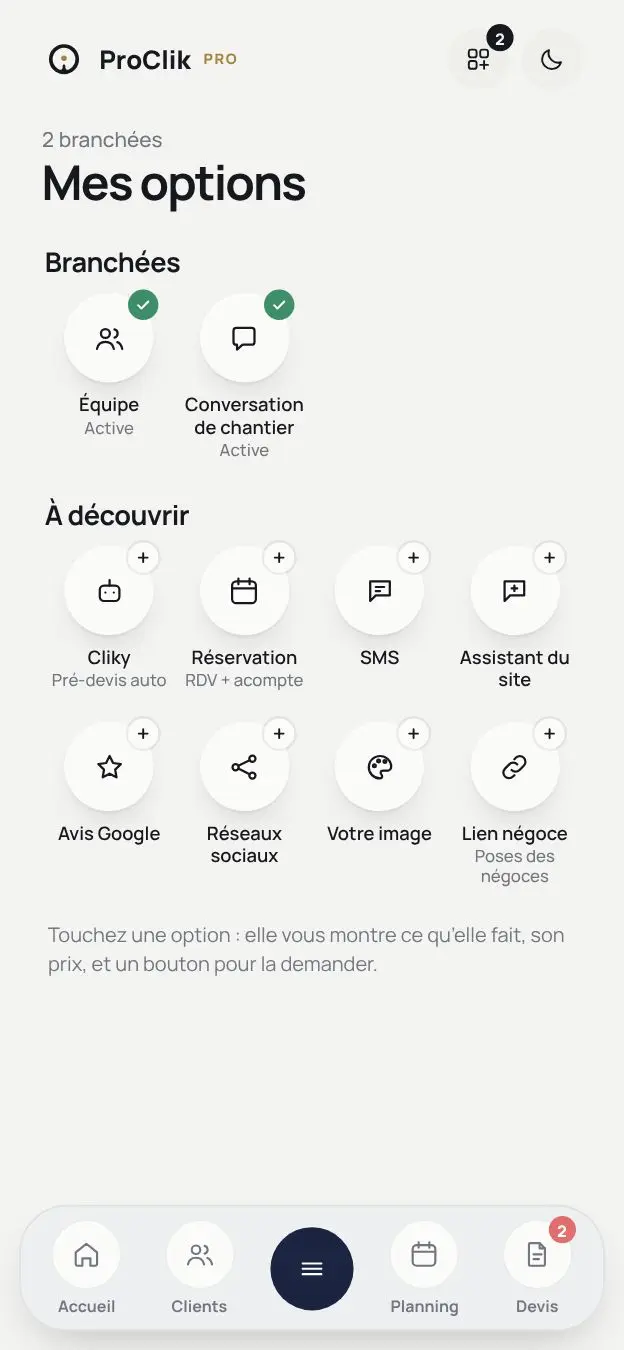 ProClik PRO
2
2 branchées
Mes options
Branchées
Équipe
Active
Conversation
de chantier
Active
À découvrir
Cliky
Pré-devis auto
Réservation
RDV + acompte
SMS
Assistant du
site
Avis Google
Réseaux
sociaux
Votre image
Lien négoce
Poses des
négoces
Touchez une option : elle vous montre ce qu'elle fait, son
prix, et un bouton pour la demander.
Accueil
Clients
Planning
2
Devis